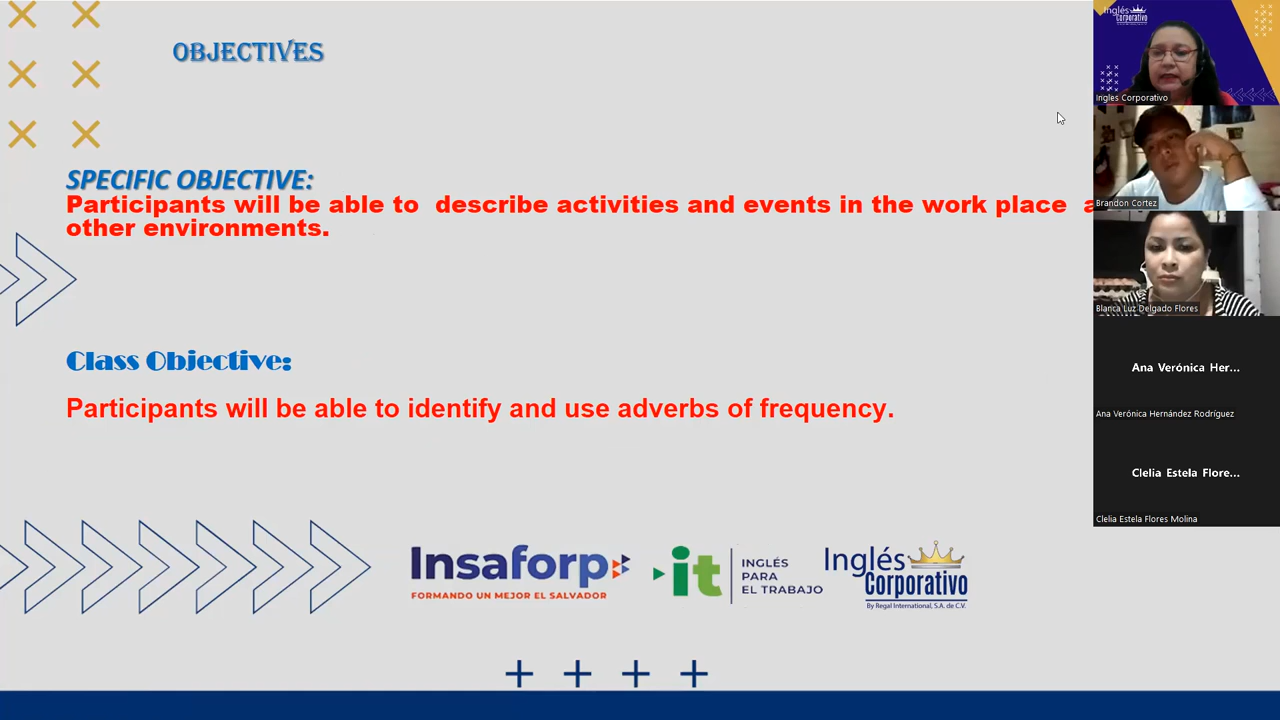 OBJECTIVES
SPECIFIC OBJECTIVE:
Participants will be able to describe activities and events in the work place
other environments.
Class Objective:
Participants will be able to identify and use adverbs of frequency.
Insaforp
FORMANDO UN MEJOR EL SALVADOR
it
INGLÉS
PARA
EL TRABAJO
Inglés
Corporativo
By Regal International, S.A. de C.V.
Inglés
Corporativo
Ingles Corporativo
Brandon Cortez
Blanca Luz Delgado Flores
Ana Verónica Her...
Ana Verónica Hernández Rodríguez
Clelia Estela Flore...
Clelia Estela Flores Molina